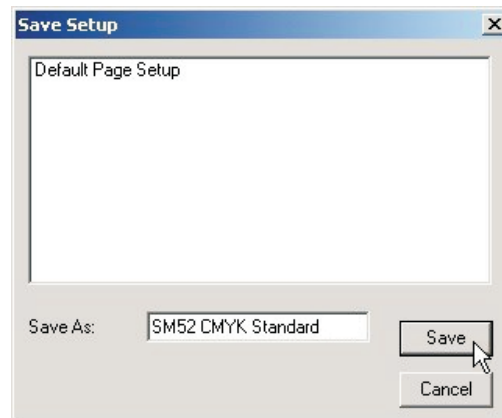 Save Setup
Default Page Setup
Save As:
SM52 CMYK Standard
Save
Cancel